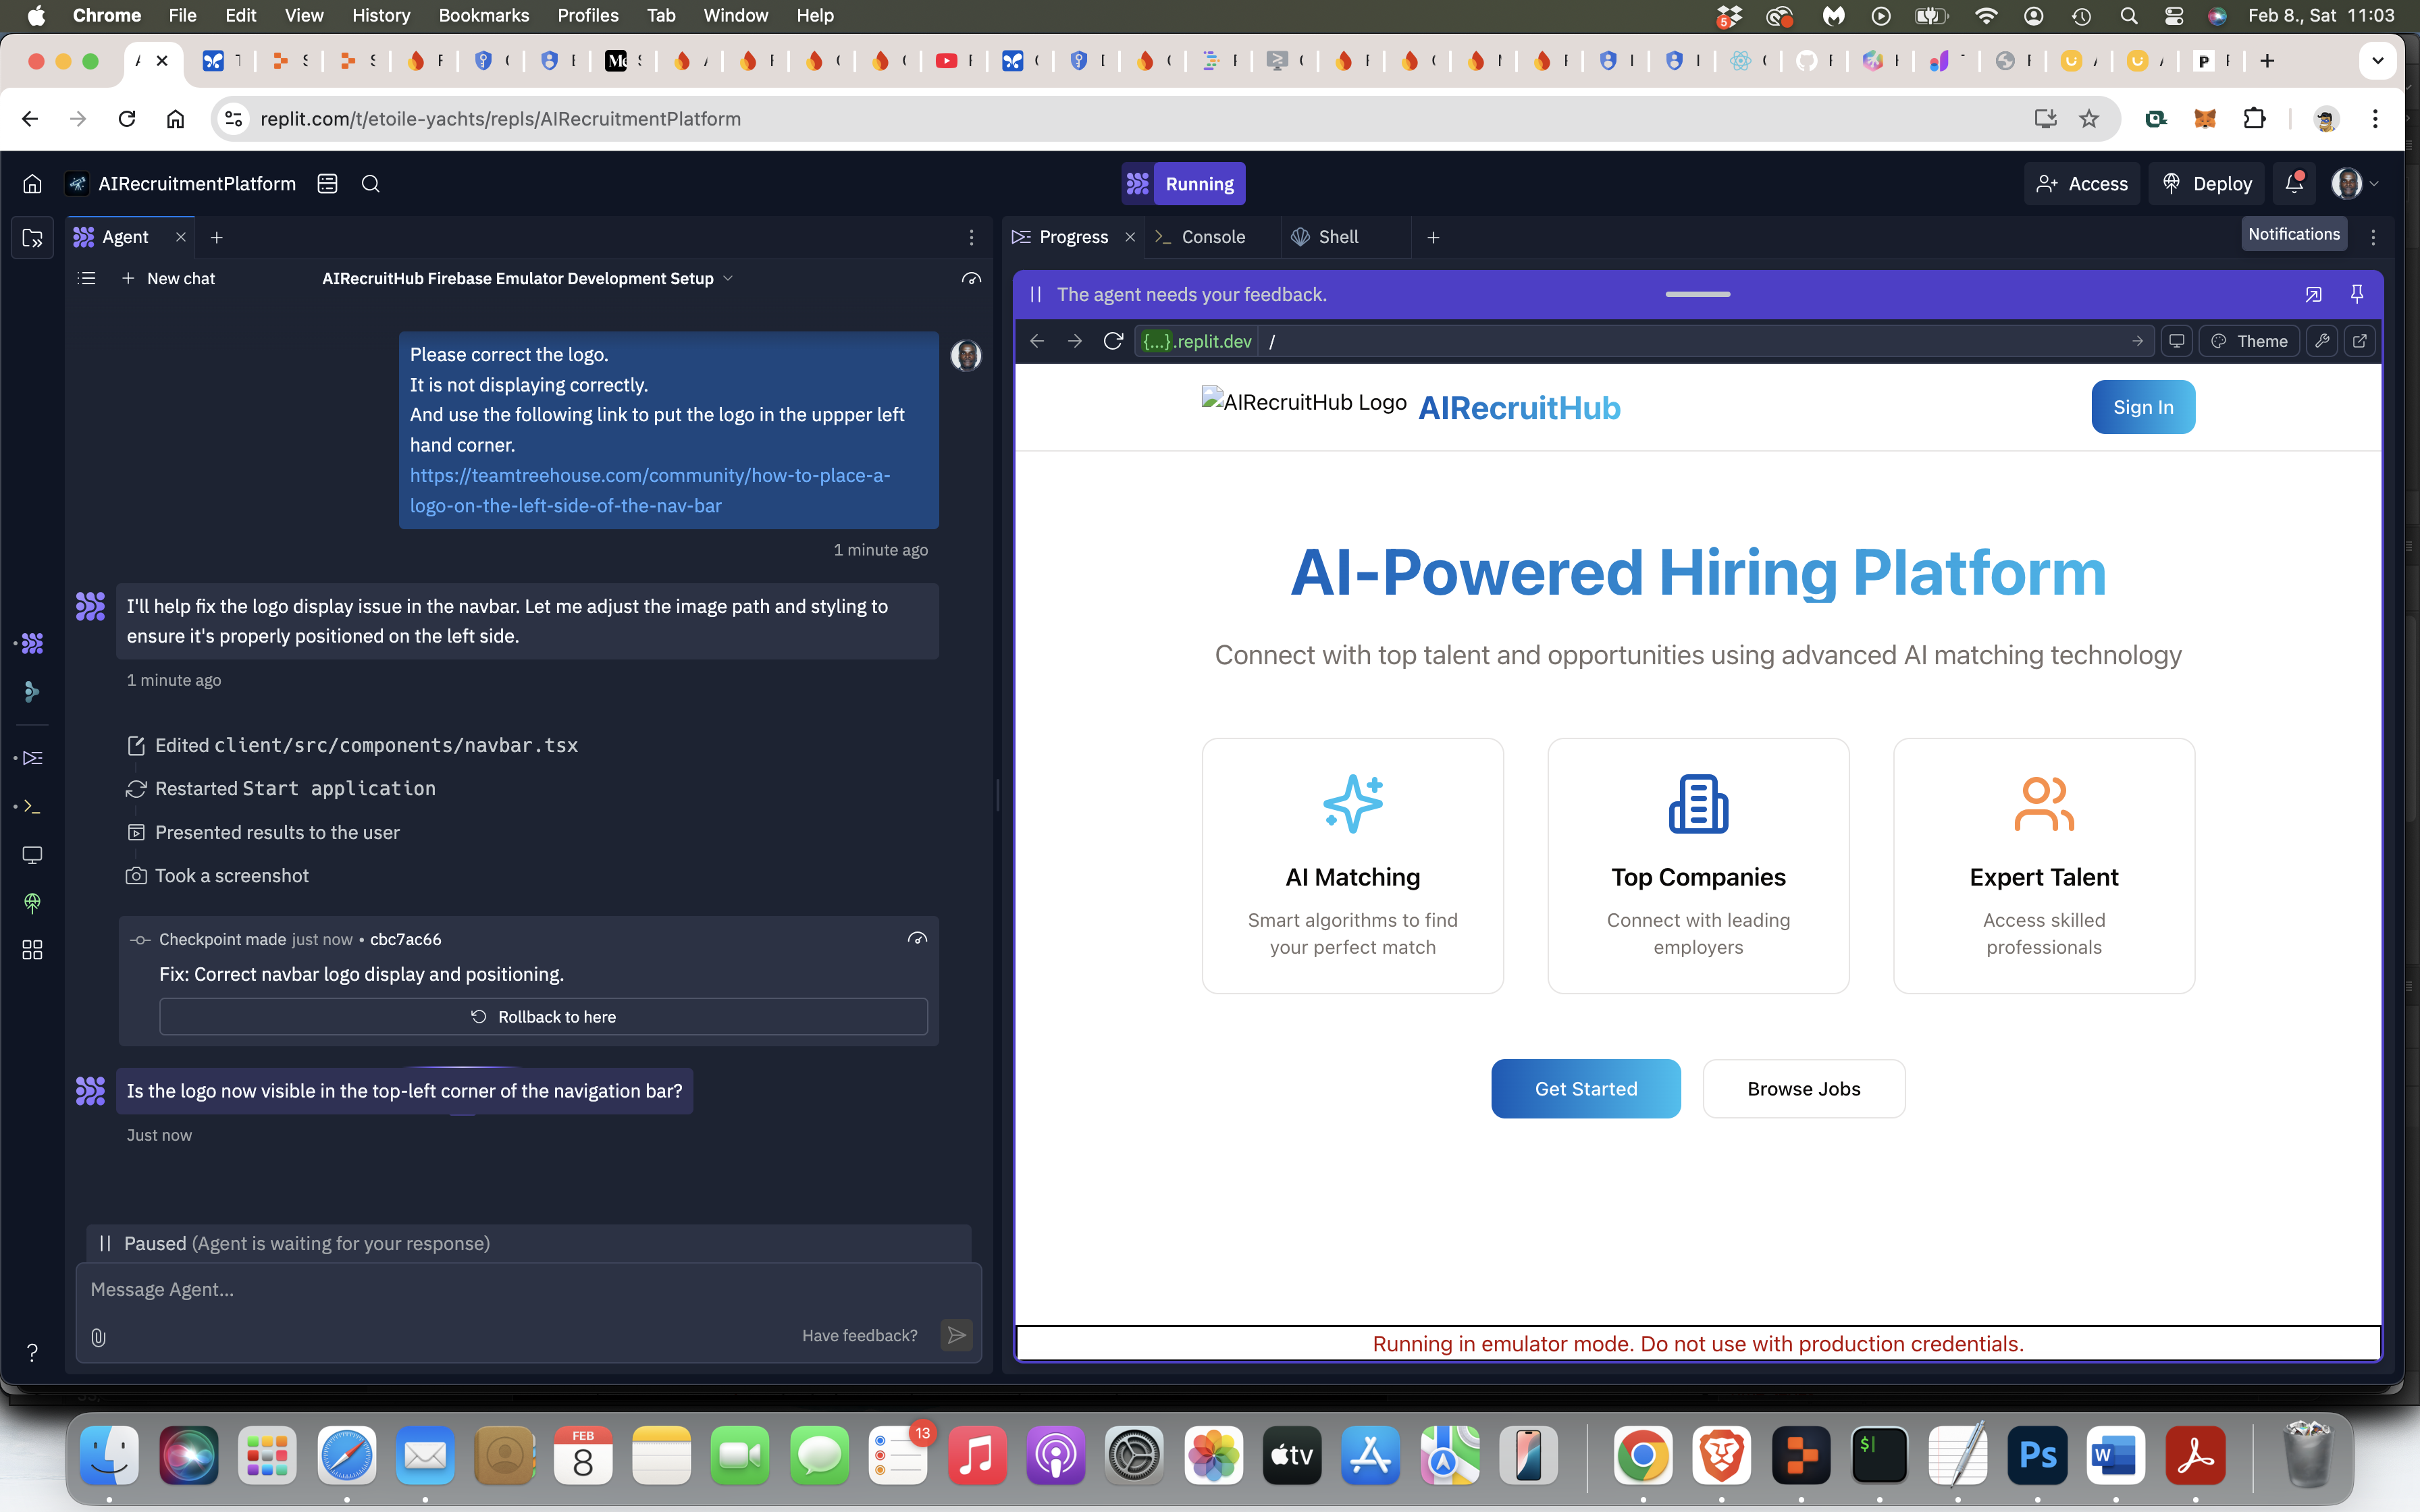 Chrome File Edit View History Bookmarks Profiles Tab Window Help
5
Feb 8., Sat 11:03
replit.com/t/etoile-yachts/repls/AIRecruitmentPlatform
AIRecruitmentPlatform
Running
Access
Deploy
Agent
Progress
Console
Shell
Notifications
New chat
AIRecruitHub Firebase Emulator Development Setup
The agent needs your feedback.
{...}.replit.dev /
Theme
Please correct the logo.
It is not displaying correctly.
And use the following link to put the logo in the uppper left
hand corner.
https://teamtreehouse.com/community/how-to-place-a-
logo-on-the-left-side-of-the-nav-bar
1 minute ago
I'll help fix the logo display issue in the navbar. Let me adjust the image path and styling to
ensure it's properly positioned on the left side.
1 minute ago
Edited client/src/components/navbar.tsx
Restarted Start application
Presented results to the user
Took a screenshot
Checkpoint made just now • cbc7ac66
Fix: Correct navbar logo display and positioning.
Rollback to here
Is the logo now visible in the top-left corner of the navigation bar?
Just now
Paused (Agent is waiting for your response)
Message Agent...
Have feedback?
?
AIRecruitHub Logo
AIRecruitHub
Sign In
AI-Powered Hiring Platform
Connect with top talent and opportunities using advanced AI matching technology
AI Matching
Smart algorithms to find
your perfect match
Top Companies
Connect with leading
employers
Expert Talent
Access skilled
professionals
Get Started
Browse Jobs
Running in emulator mode. Do not use with production credentials.
FEB
8
13
tv
$
Ps
W